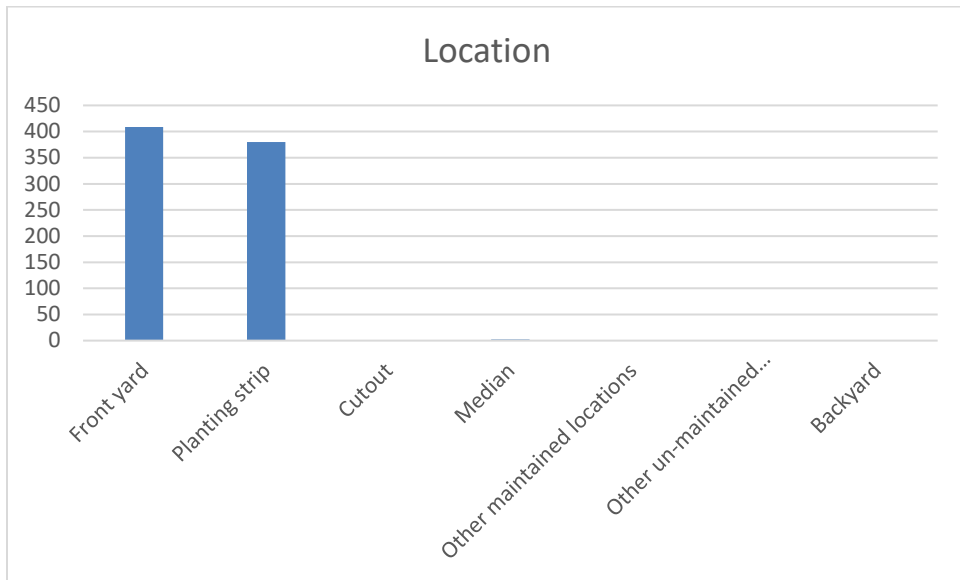 Location
450
400
350
300
250
200
150
100
50
0
Front yard
Planting strip
Cutout
Median
Other maintained locations
Other un-maintained...
Backyard